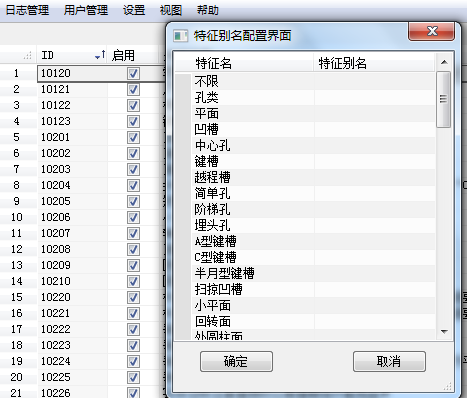 日志管理 用户管理 设置 视图 帮助
ID 启用
1 10120
2 10121
3 10122
4 10123
5 10201
6 10202
7 10203
8 10204
9 10205
10 10206
11 10207
12 10208
13 10209
14 10210
15 10220
16 10221
17 10222
18 10223
19 10224
20 10225
21 10226
特征别名配置界面
特征名 特征别名
不限
孔类
平面
凹槽
中心孔
键槽
越程槽
简单孔
阶梯孔
埋头孔
A型键槽
C型键槽
半月型键槽
扫掠凹槽
小平面
回转面
外圆柱面
确定 取消